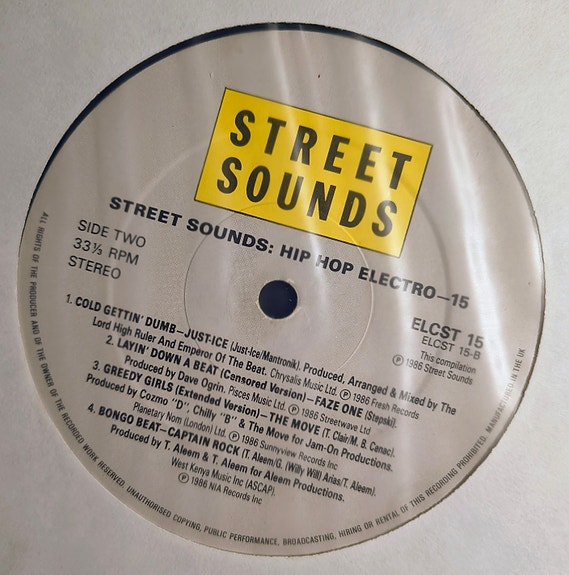 STREET
SOUNDS
STREET SOUNDS: HIP HOP ELECTRO—15
SIDE TWO
33⅓ RPM
STEREO
ELCST 15
ELCST 15-B
This compilation
Ⓟ 1986 Street Sounds
1. COLD GETTIN' DUMB—JUST-ICE (Just-Ice/Mantronik). Produced, Arranged & Mixed by The
Lord High Ruler And Emperor Of The Beat. Chrysalis Music Ltd. Ⓟ 1986 Fresh Records
2. LAYIN' DOWN A BEAT (Censored Version)—FAZE ONE (Stepski).
Produced by Dave Ogrin. Pisces Music Ltd. Ⓟ 1986 Streetwave Ltd
3. GREEDY GIRLS (Extended Version)—THE MOVE (T. Clair/M. & Cenac).
Produced by Cozmo "D", Chilly "B" & The Move for Jam-On Productions.
Planetary Nom (London) Ltd. Ⓟ 1986 Sunnyview Records Inc
4. BONGO BEAT—CAPTAIN ROCK (T. Aleem/G. (Willy Will) Arias/T. Aleem).
Produced by T. Aleem & T. Aleem for Aleem Productions.
West Kenya Music Inc (ASCAP).
Ⓟ 1986 NIA Records Inc
ALL RIGHTS OF THE PRODUCER AND OF THE OWNER OF THE RECORDED WORK RESERVED. UNAUTHORISED COPYING, PUBLIC PERFORMANCE, BROADCASTING, HIRING OR RENTAL OF THIS RECORDING PROHIBITED. MANUFACTURED IN THE UK